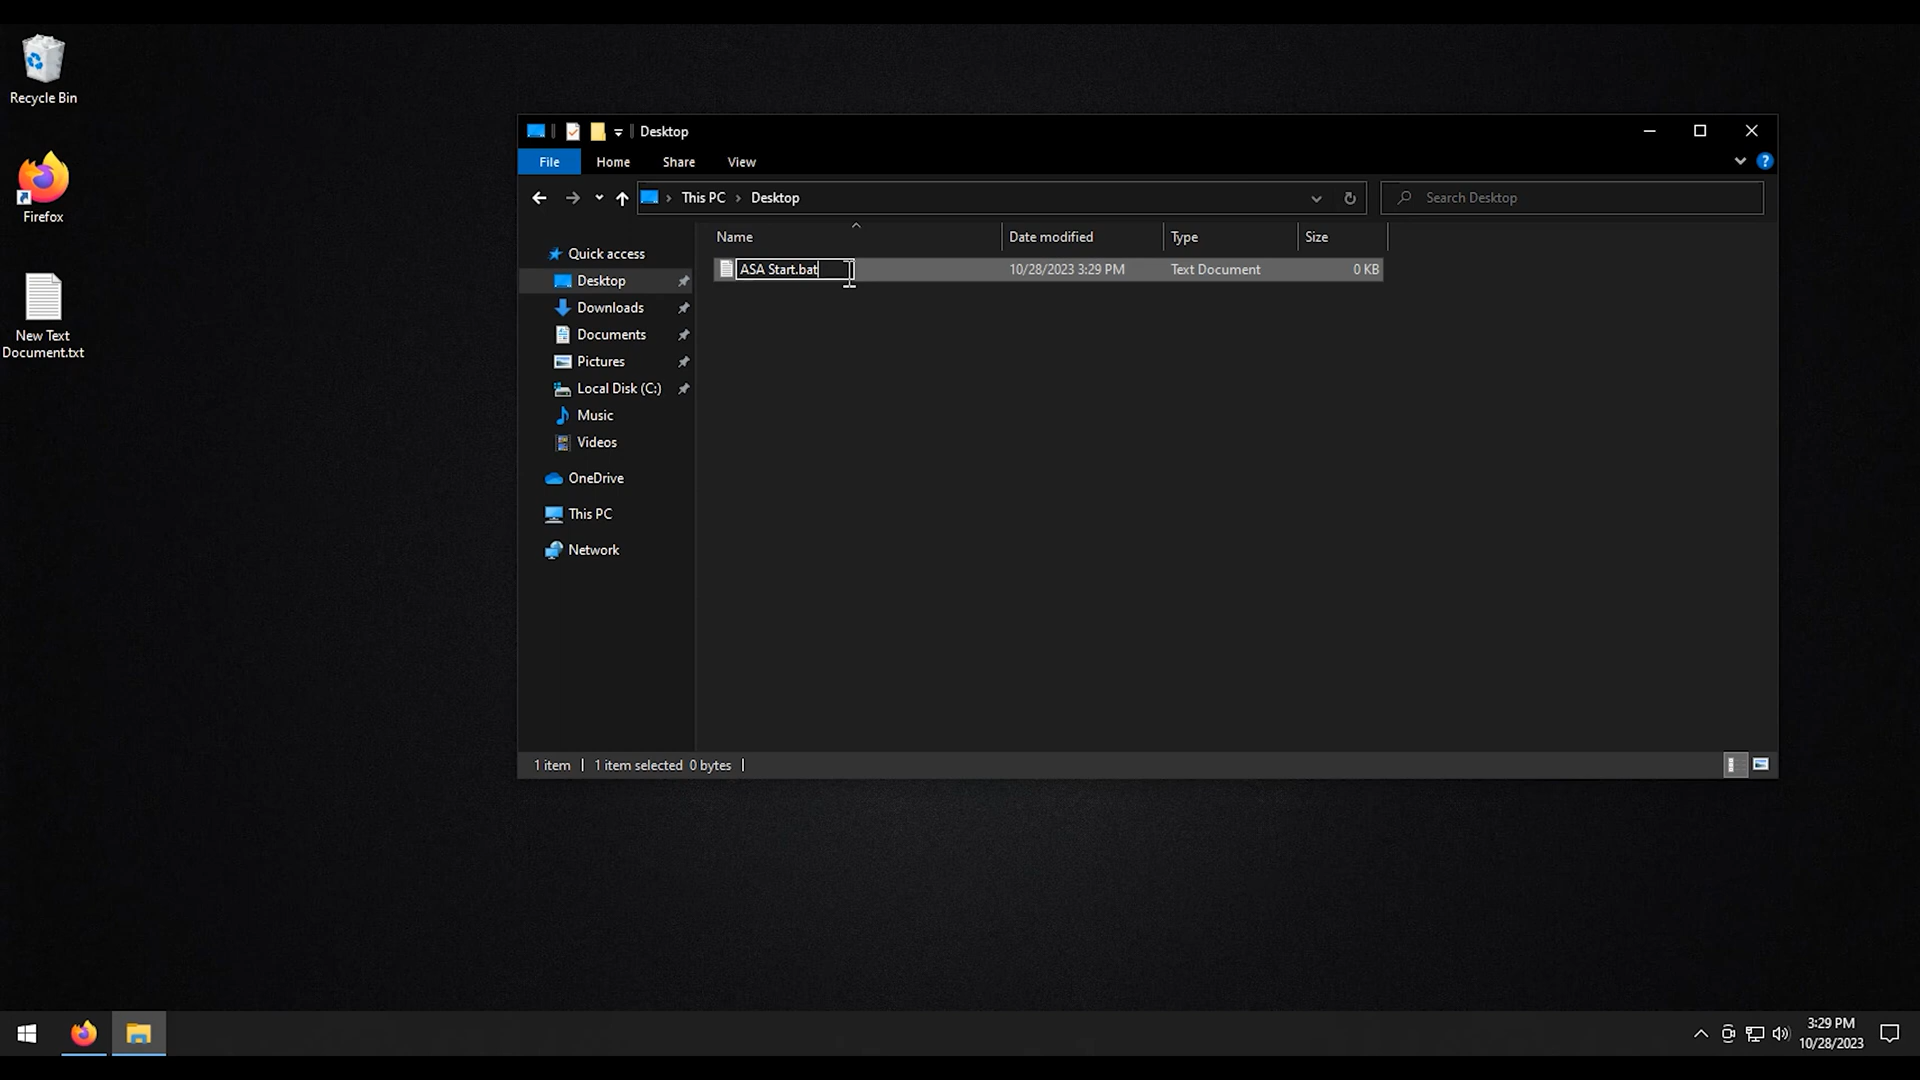 Recycle Bin
Firefox
New Text
Document.txt
Desktop
File Home Share View
This PC Desktop
Search Desktop
Name Date modified Type Size
ASA Start.bat 10/28/2023 3:29 PM Text Document 0 KB
Quick access
Desktop
Downloads
Documents
Pictures
Local Disk (C:)
Music
Videos
OneDrive
This PC
Network
1 item 1 item selected 0 bytes
3:29 PM
10/28/2023